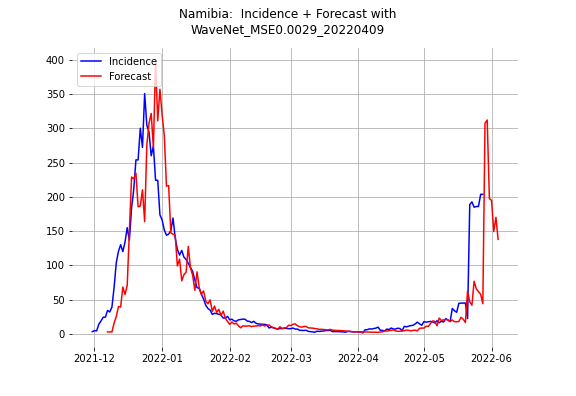 Namibia:  Incidence + Forecast with
WaveNet_MSE0.0029_20220409
Incidence
Forecast
400
350
300
250
200
150
100
50
0
2021-12 2022-01 2022-02 2022-03 2022-04 2022-05 2022-06